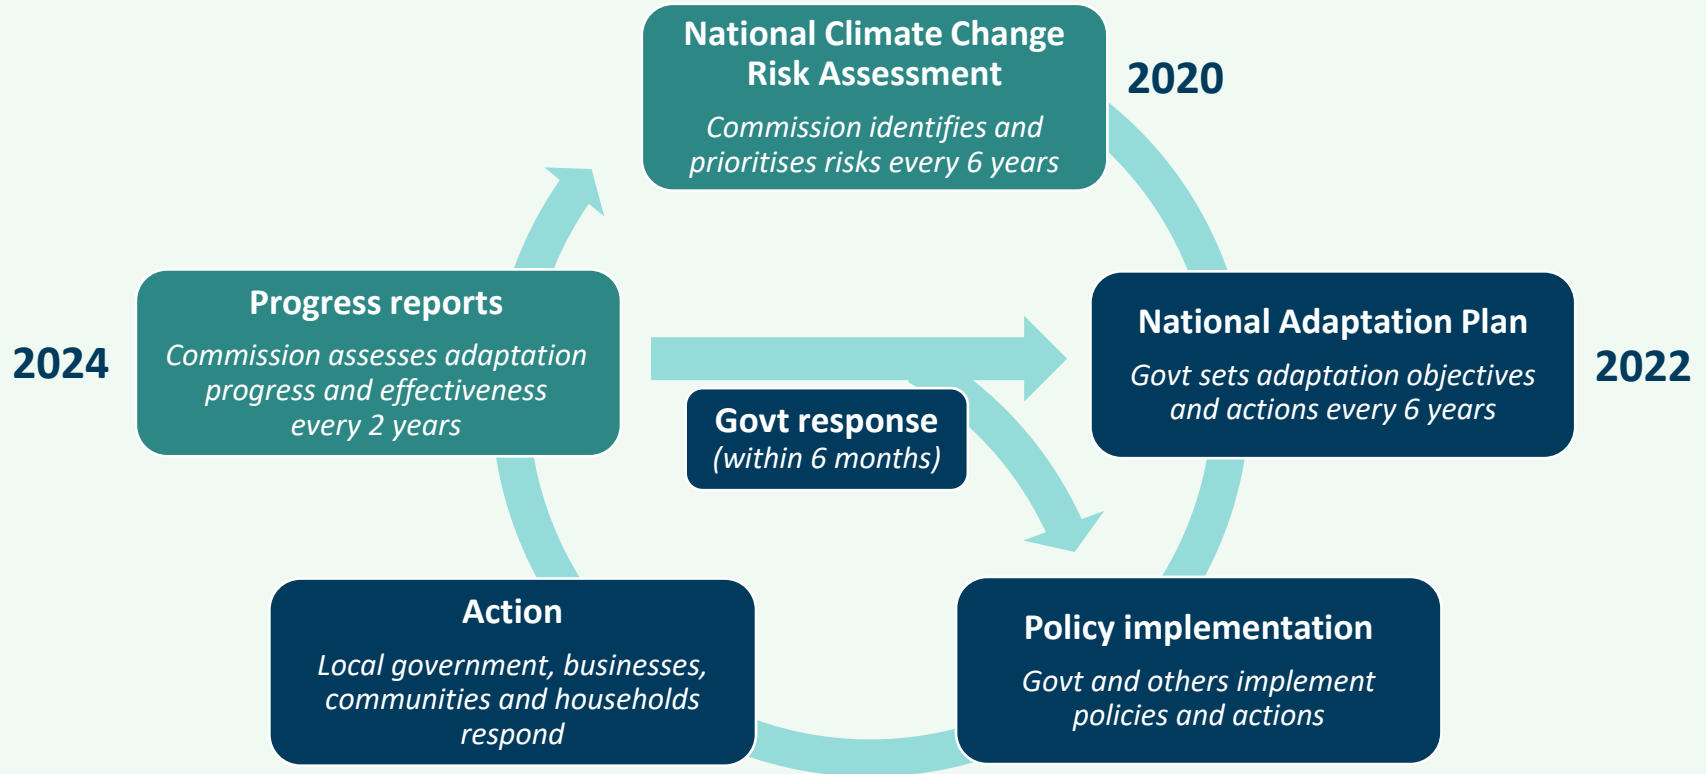 National Climate Change
Risk Assessment
Commission identifies and
prioritises risks every 6 years
2020
National Adaptation Plan
Govt sets adaptation objectives
and actions every 6 years
2022
Policy implementation
Govt and others implement
policies and actions
Action
Local government, businesses,
communities and households
respond
Progress reports
Commission assesses adaptation
progress and effectiveness
every 2 years
2024
Govt response
(within 6 months)